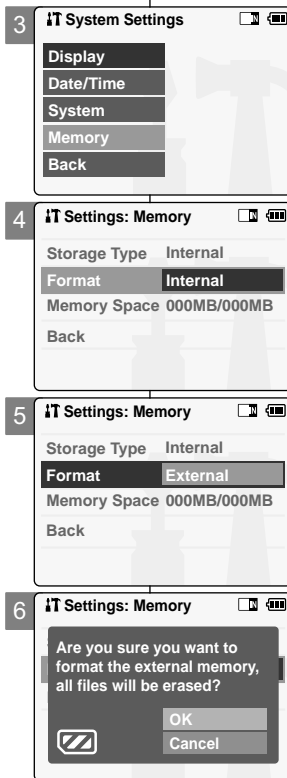 3
System Settings
N
Display
Date/Time
System
Memory
Back
4
Settings: Memory
N
Storage Type Internal
Format Internal
Memory Space 000MB/000MB
Back
5
Settings: Memory
N
Storage Type Internal
Format External
Memory Space 000MB/000MB
Back
6
Settings: Memory
N
Are you sure you want to
format the external memory,
all files will be erased?
OK
Cancel